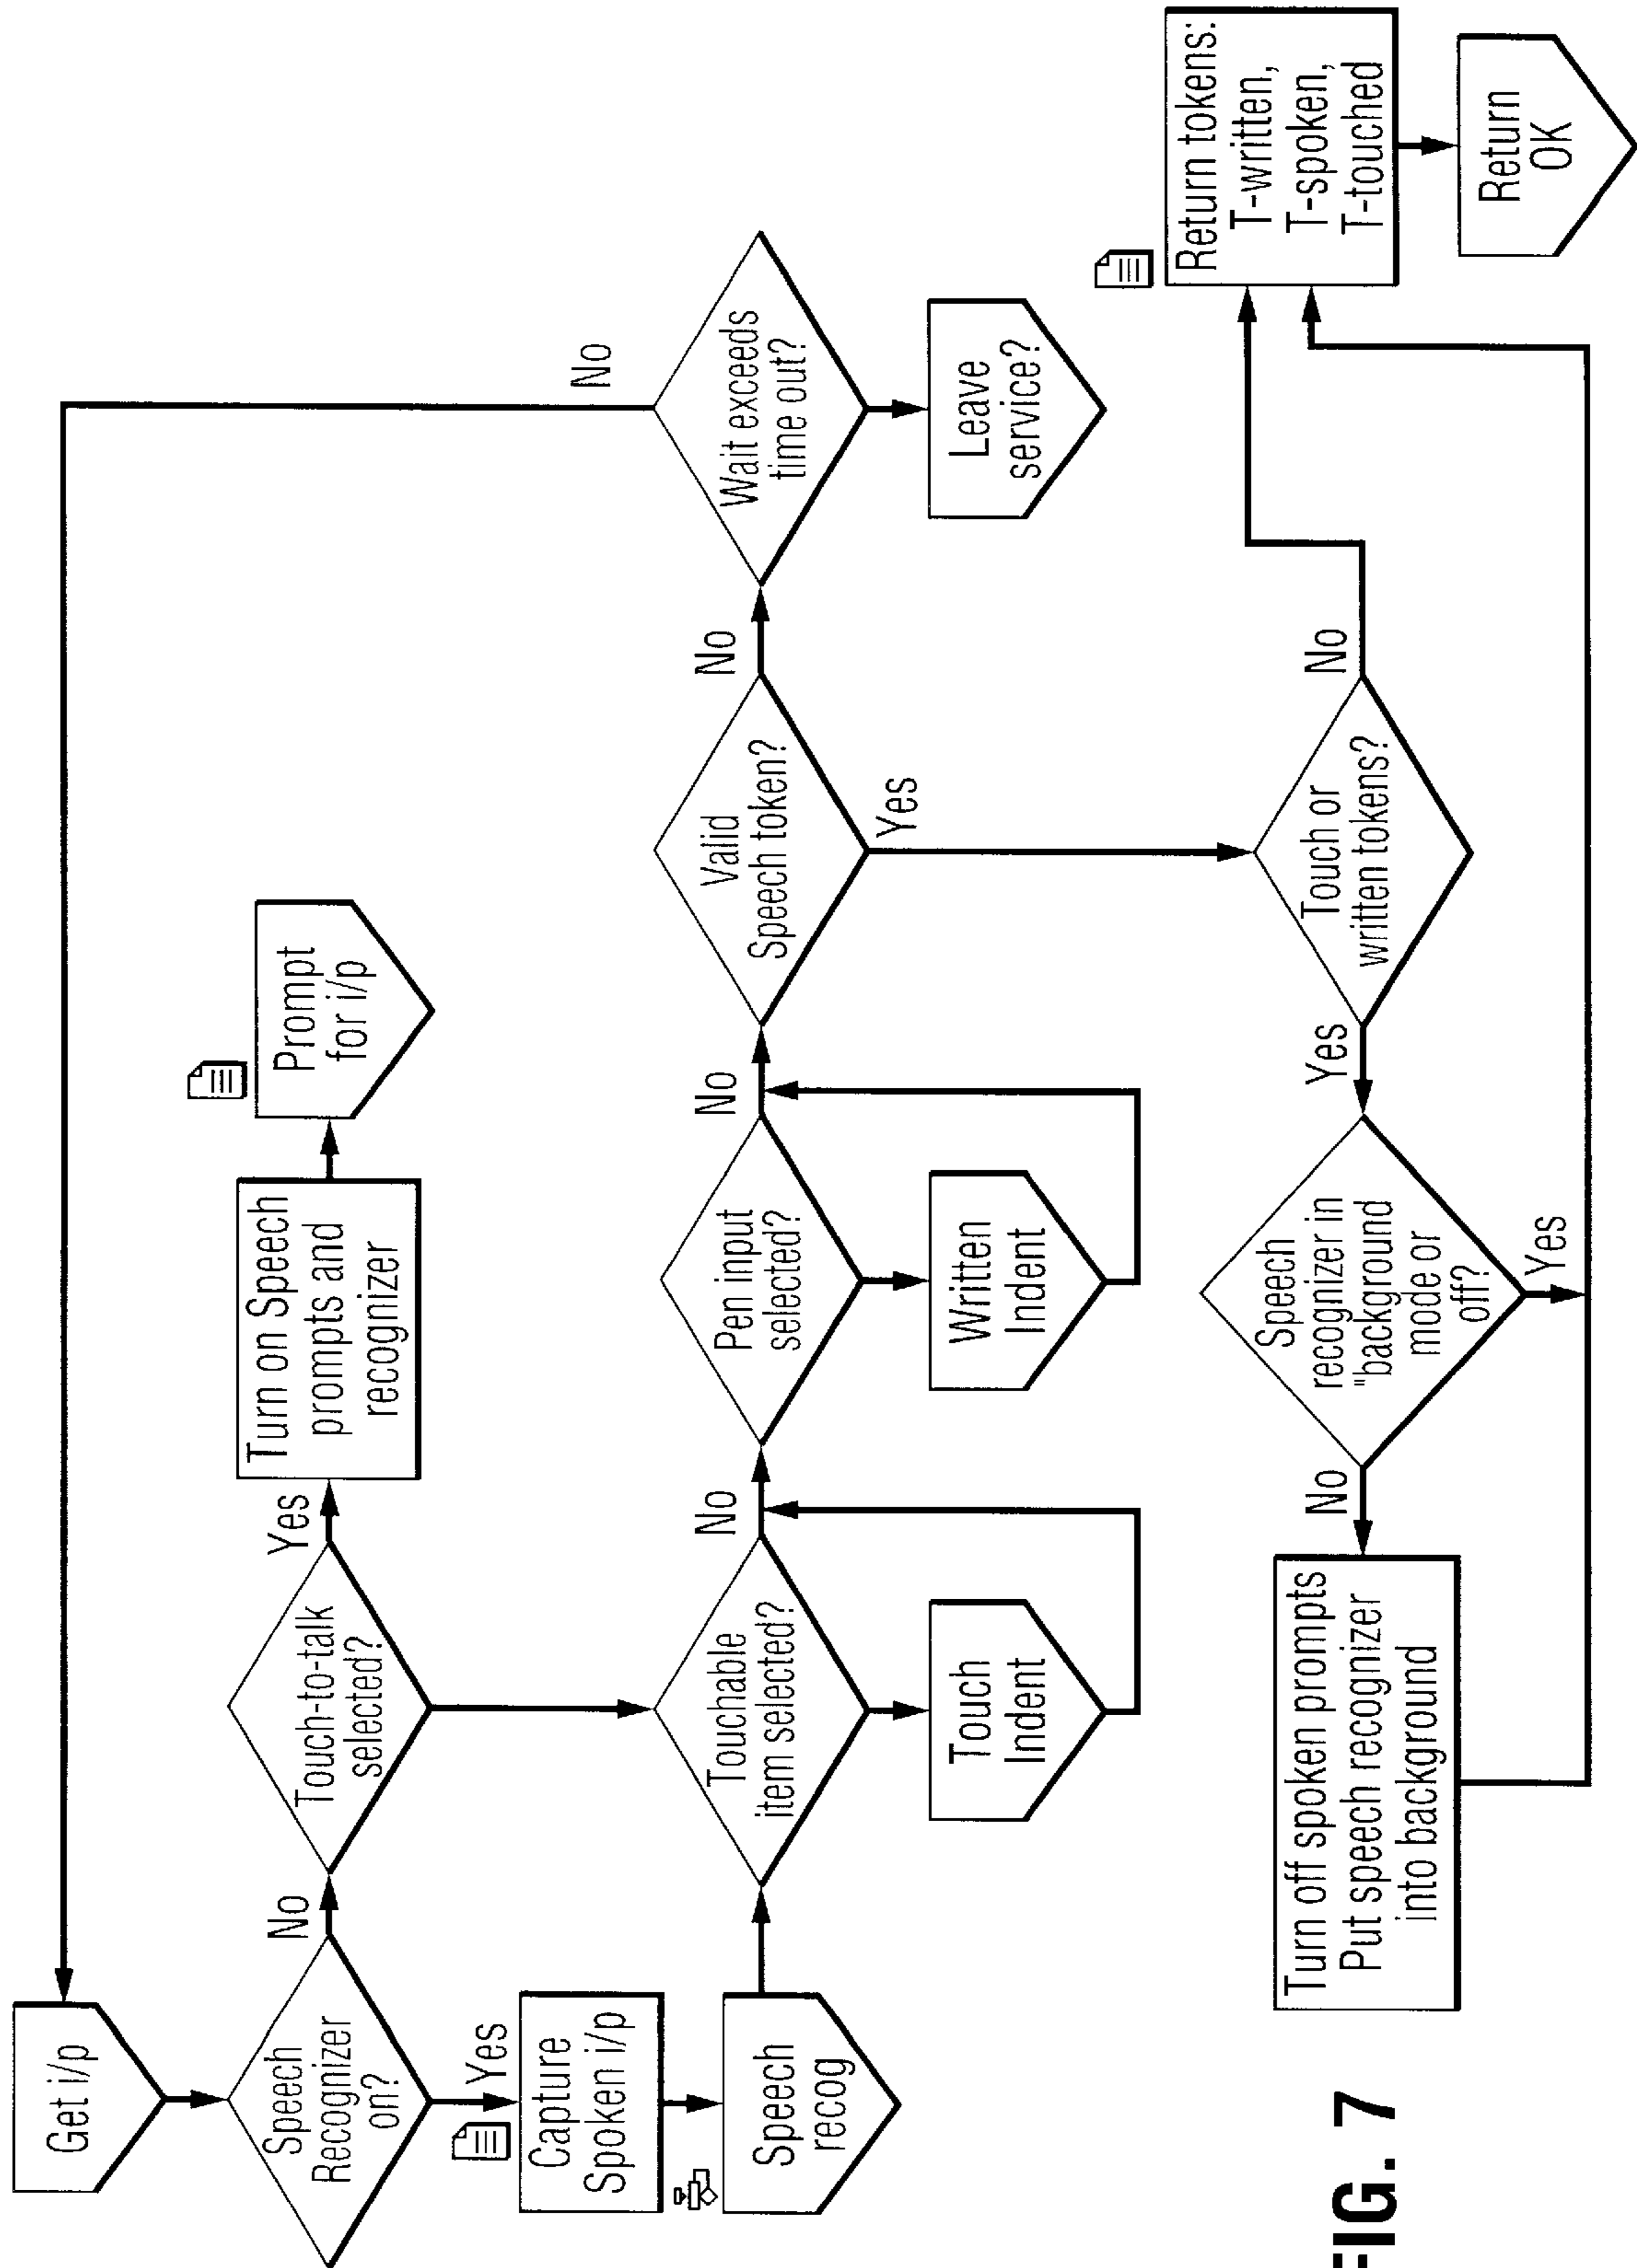 Get i/p
Speech
Recognizer
on?
No
Yes
Touch-to-talk
selected?
Yes
Turn on Speech
prompts and
recognizer
Prompt
for i/p
Capture
Spoken i/p
Speech
recog
Touchable
item selected?
No
Touch
Indent
Pen input
selected?
No
Written
Indent
Valid
Speech token?
No
Yes
Wait exceeds
time out?
No
Leave
service?
Touch or
written tokens?
No
Yes
Speech
recognizer in
"background
mode or
off?
No
Yes
Turn off spoken prompts
Put speech recognizer
into background
Return tokens:
T-written,
T-spoken,
T-touched
Return
OK
FIG. 7